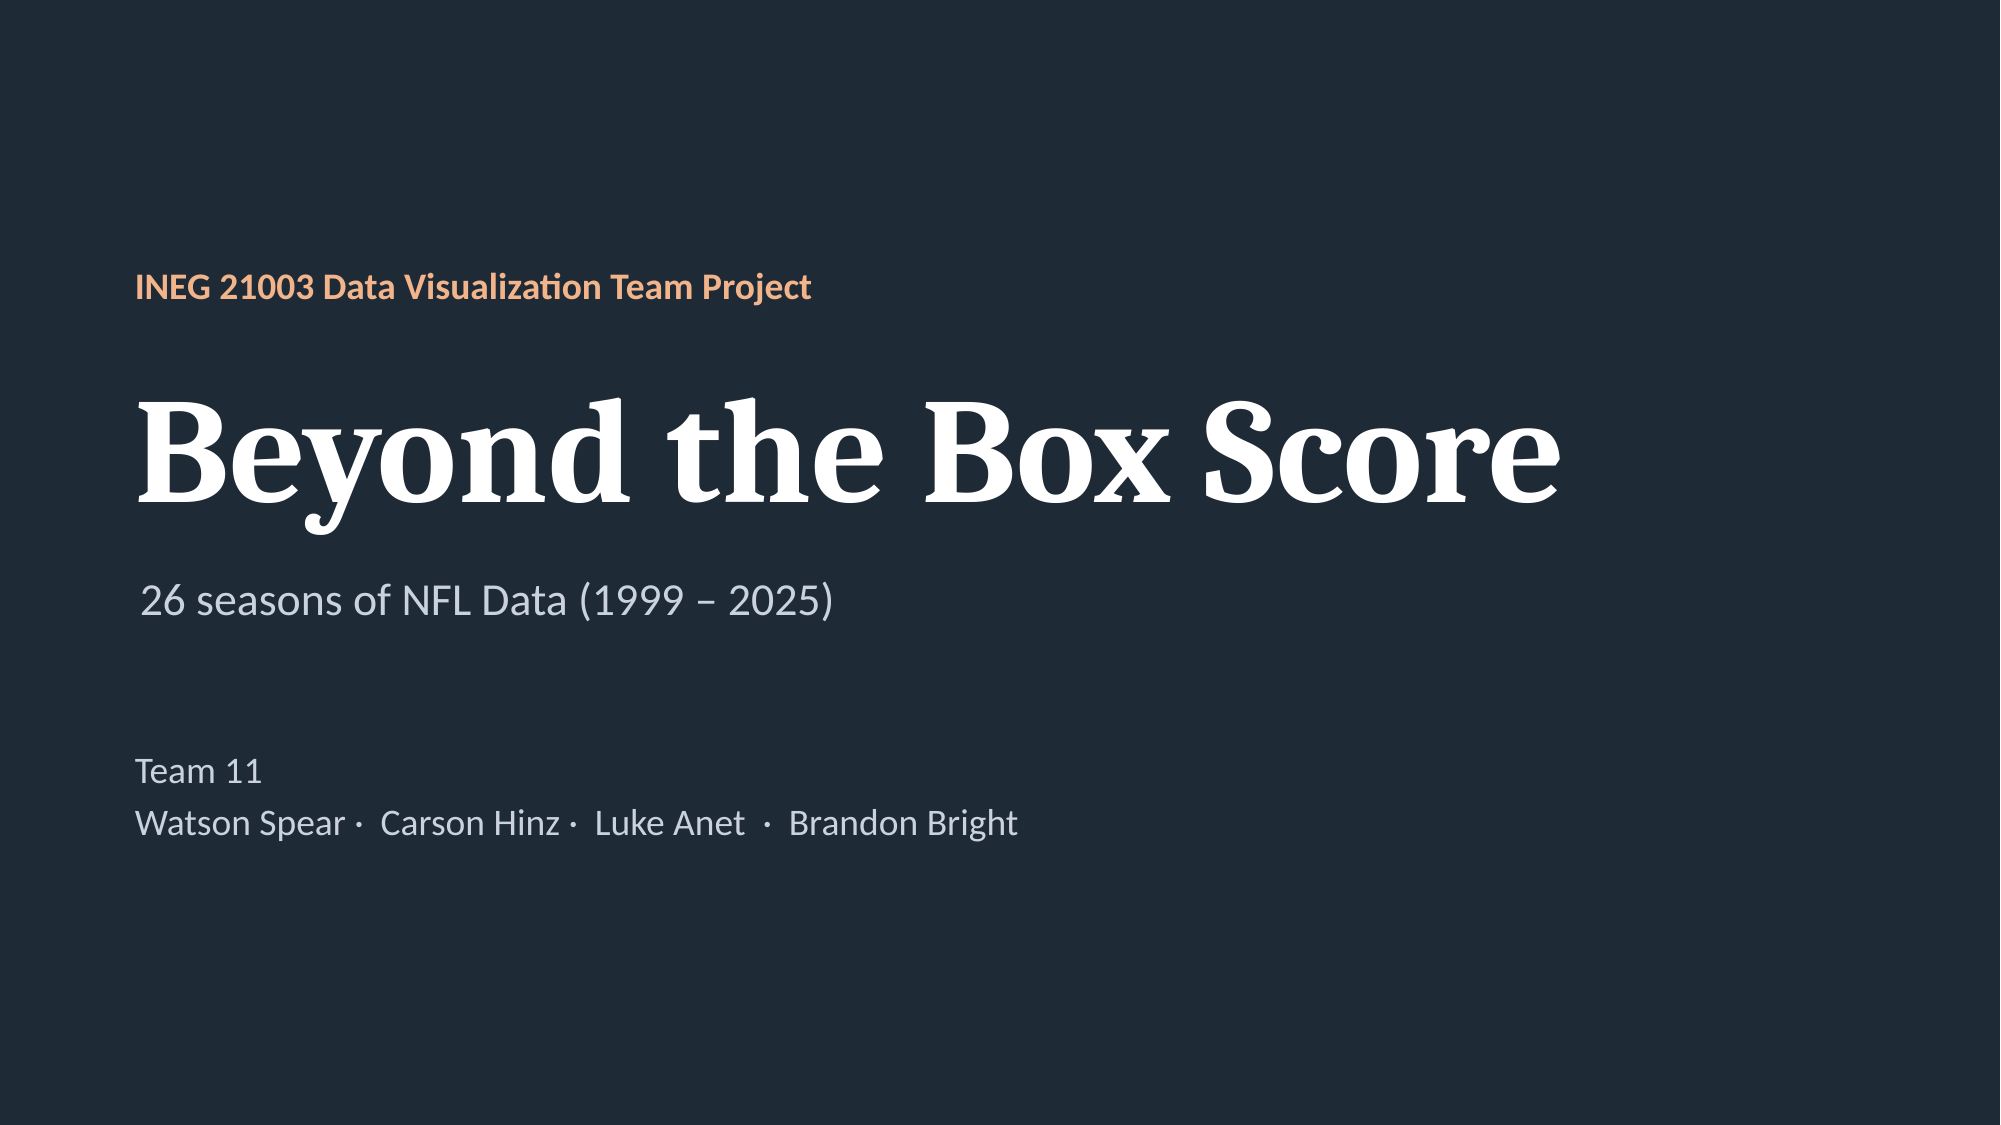 INEG 21003 Data Visualization Team Project
Beyond the Box Score
26 seasons of NFL Data (1999 – 2025)
Team 11
Watson Spear · Carson Hinz · Luke Anet · Brandon Bright